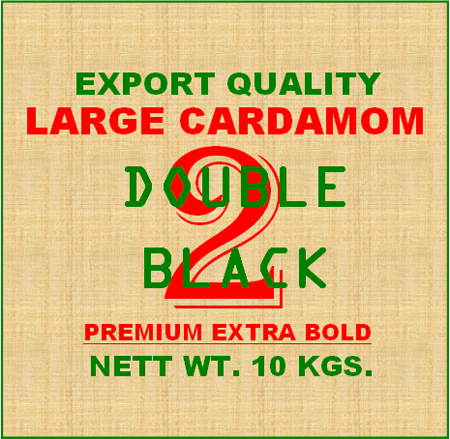 EXPORT QUALITY
LARGE CARDAMOM
2
DOUBLE
BLACK
PREMIUM EXTRA BOLD
NETT WT. 10 KGS.